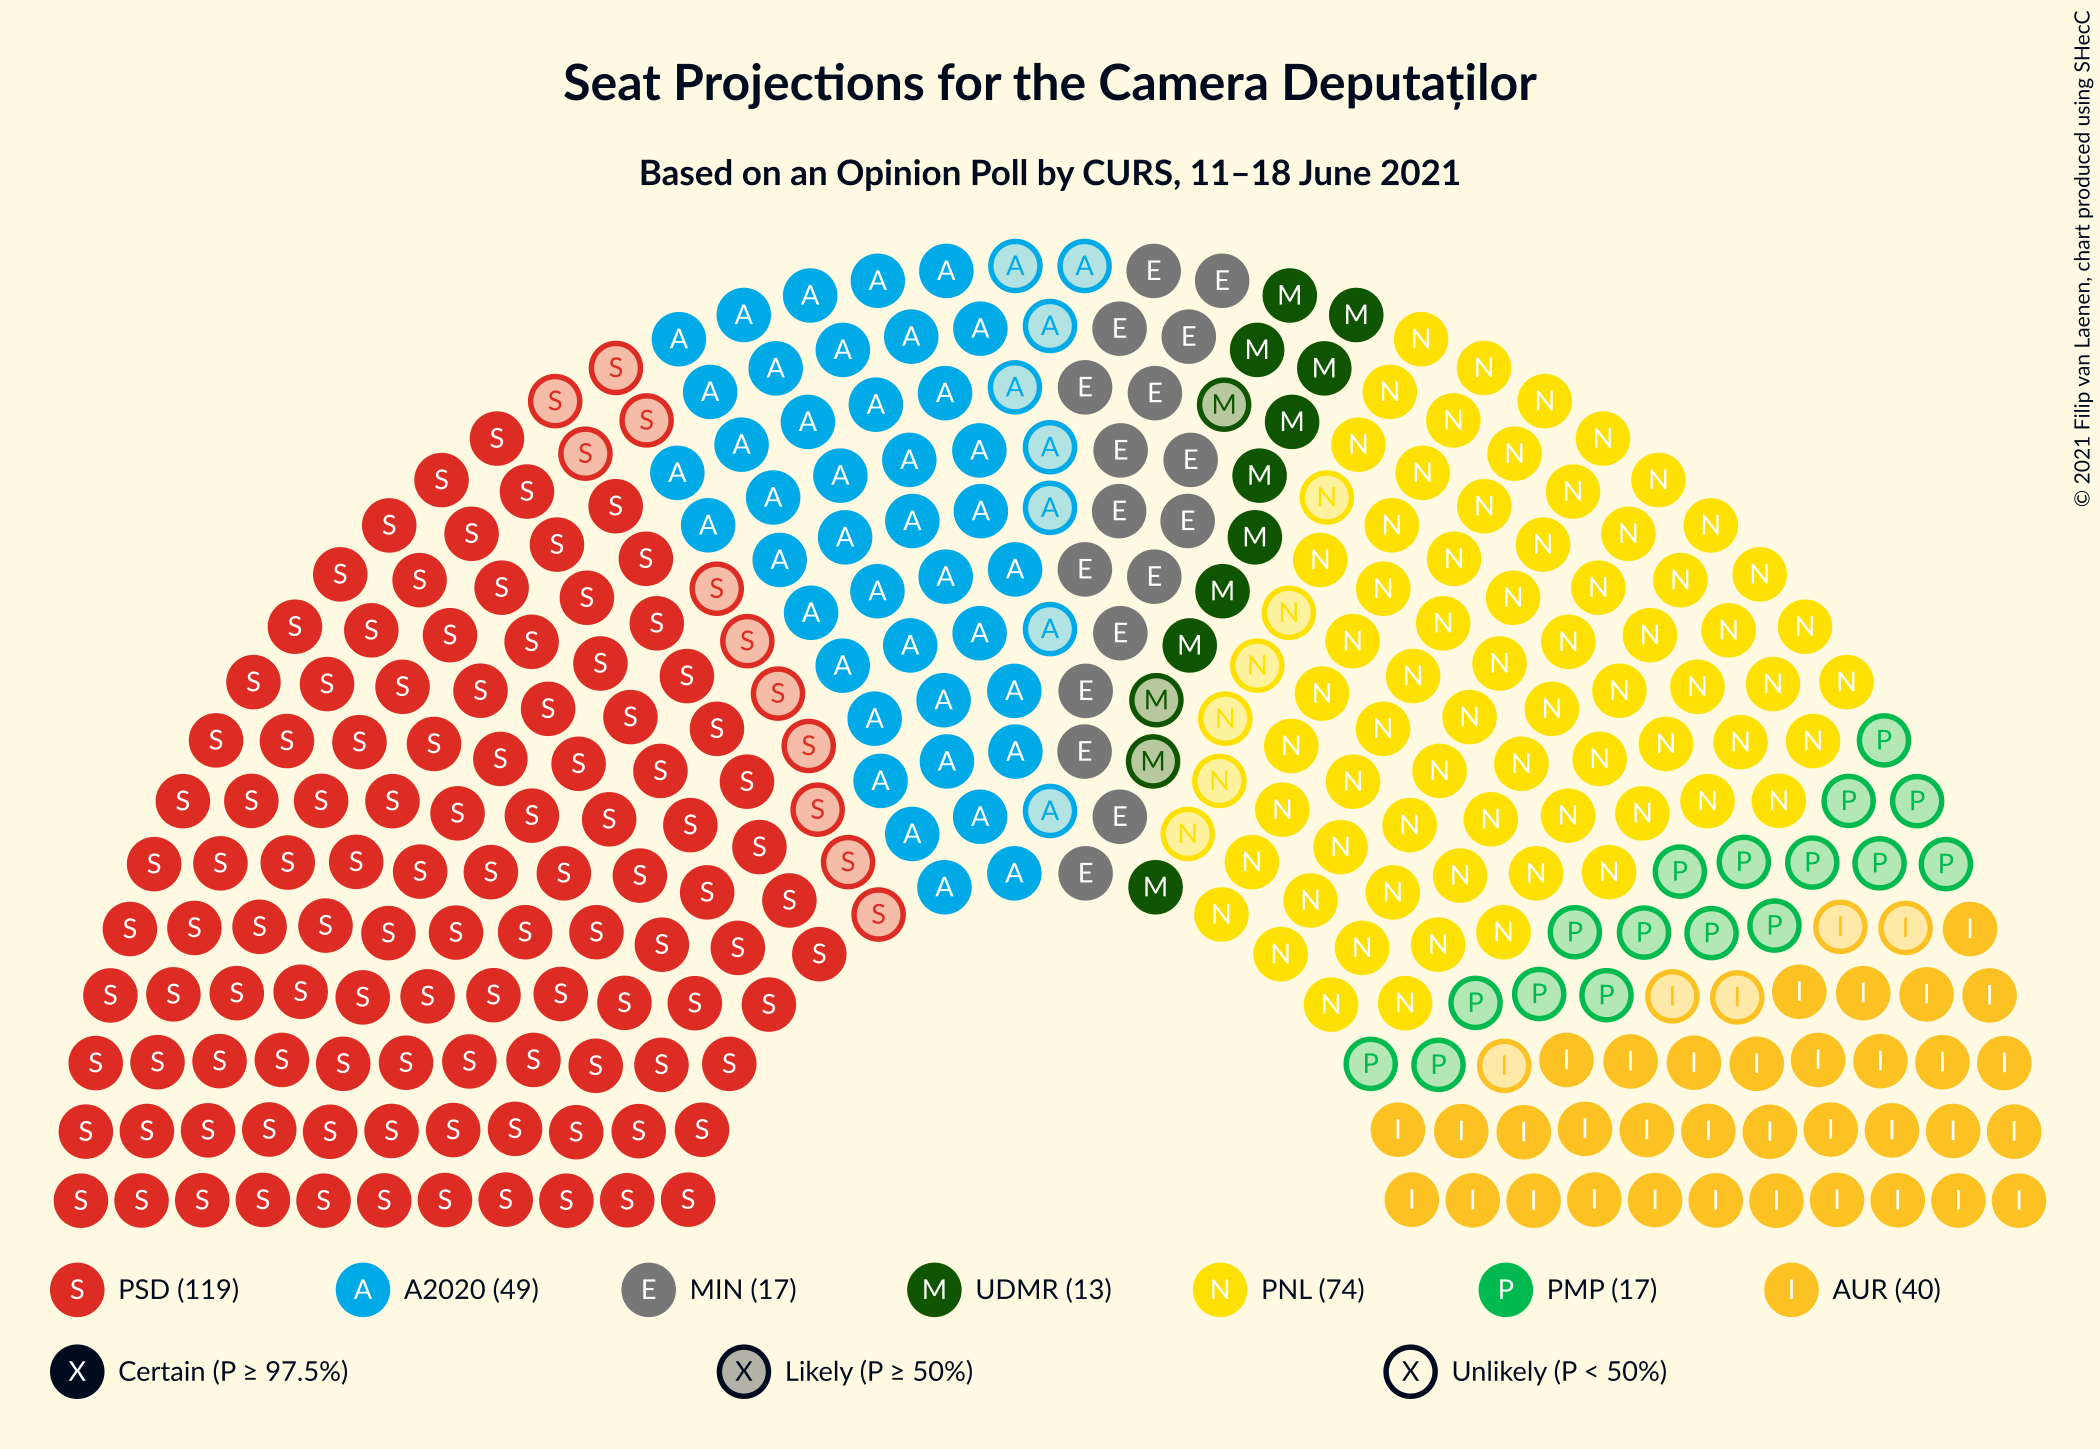 Seat Projections for the Camera Deputaților
Based on an Opinion Poll by CURS, 11–18 June 2021
© 2021 Filip van Laenen, chart produced using SHecC
S PSD (119) A A2020 (49) E MIN (17) M UDMR (13) N PNL (74) P PMP (17) I AUR (40)
X Certain (P ≥ 97.5%) X Likely (P ≥ 50%) X Unlikely (P < 50%)